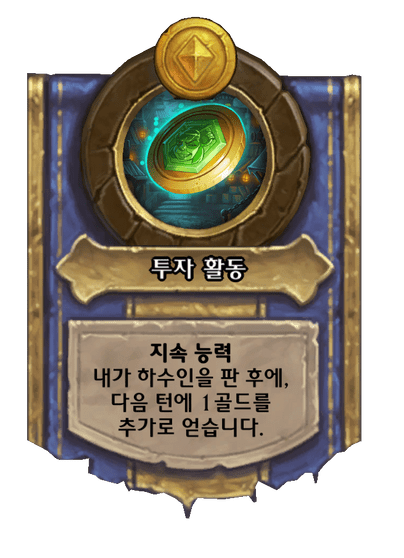 투자 활동
지속 능력
내가 하수인을 판 후에,
다음 턴에 1골드를
추가로 얻습니다.